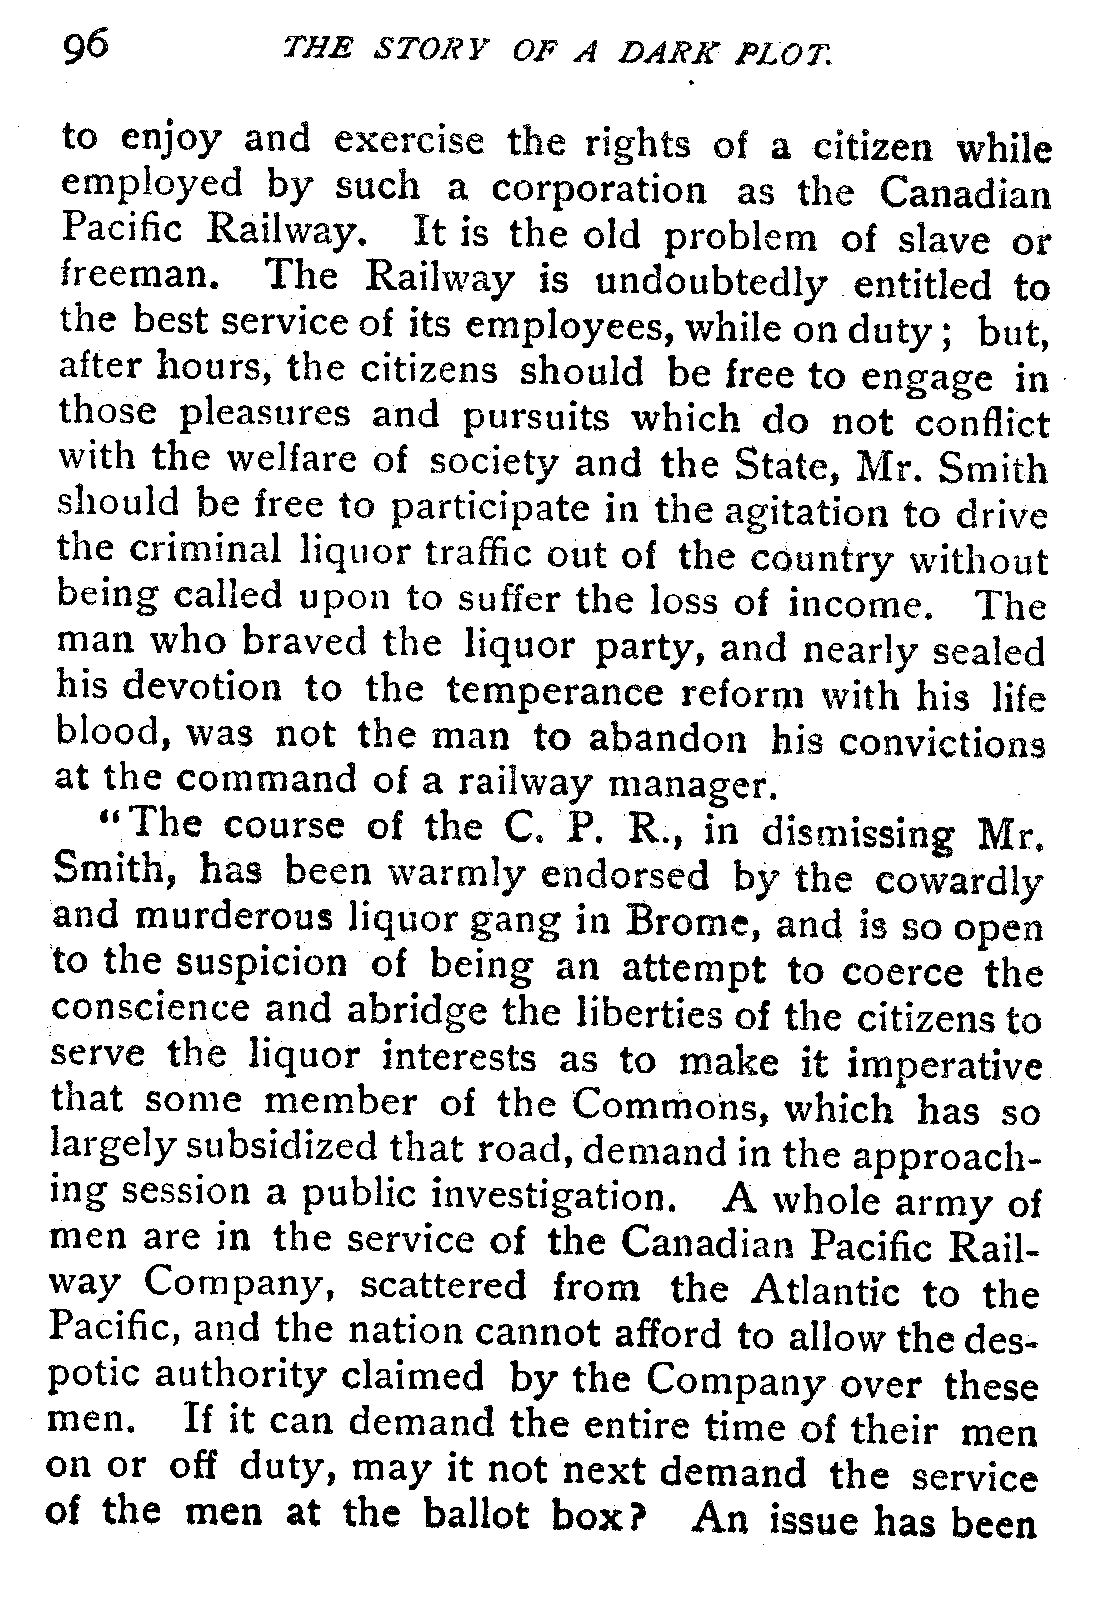 96 THE STORY OF A DARK PLOT.
to enjoy and exercise the rights of a citizen while
employed by such a corporation as the Canadian
Pacific Railway. It is the old problem of slave or
freeman. The Railway is undoubtedly entitled to
the best service of its employees, while on duty; but,
after hours, the citizens should be free to engage in
those pleasures and pursuits which do not conflict
with the welfare of society and the State, Mr. Smith
should be free to participate in the agitation to drive
the criminal liquor traffic out of the country without
being called upon to suffer the loss of income. The
man who braved the liquor party, and nearly sealed
his devotion to the temperance reform with his life
blood, was not the man to abandon his convictions
at the command of a railway manager.
"The course of the C. P. R., in dismissing Mr.
Smith, has been warmly endorsed by the cowardly
and murderous liquor gang in Brome, and is so open
to the suspicion of being an attempt to coerce the
conscience and abridge the liberties of the citizens to
serve the liquor interests as to make it imperative
that some member of the Commons, which has so
largely subsidized that road, demand in the approach-
ing session a public investigation. A whole army of
men are in the service of the Canadian Pacific Rail-
way Company, scattered from the Atlantic to the
Pacific, and the nation cannot afford to allow the des-
potic authority claimed by the Company over these
men. If it can demand the entire time of their men
on or off duty, may it not next demand the service
of the men at the ballot box? An issue has been